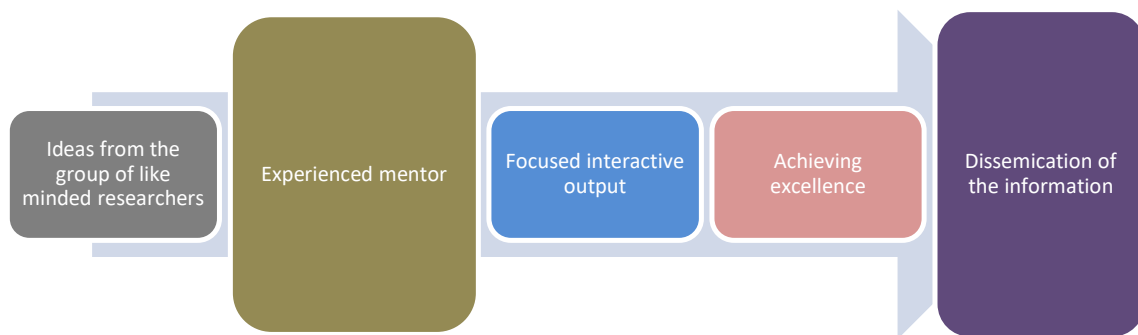 Ideas from the
group of like
minded researchers
Experienced mentor
Focused interactive
output
Achieving
excellence
Dissemication of
the information